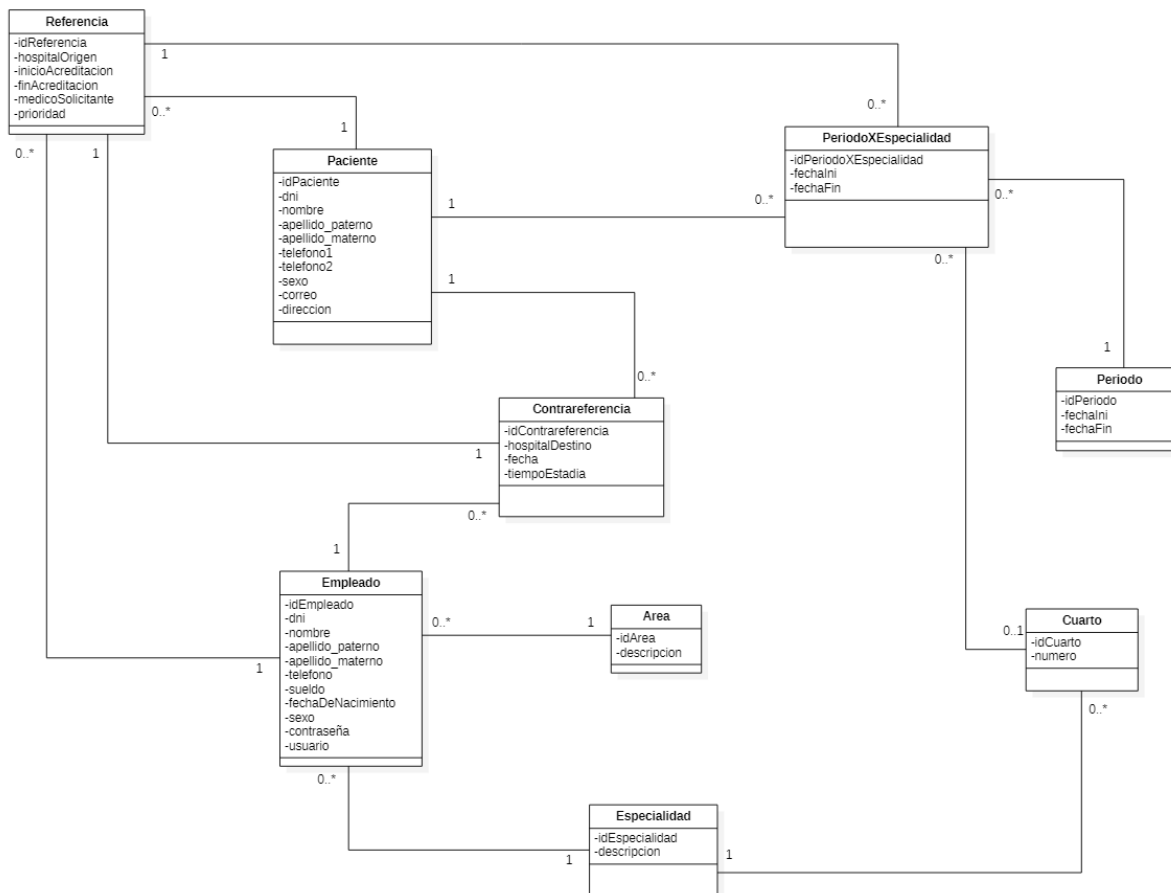 Referencia
-idReferencia
-hospitalOrigen
-inicioAcreditacion
-finAcreditacion
-medicoSolicitante
-prioridad
1
0..*
0..*
1
0..*
1
PeriodoXEspecialidad
-idPeriodoXEspecialidad
-fechaIni
-fechaFin
Paciente
-idPaciente
-dni
-nombre
-apellido_paterno
-apellido_materno
-telefono1
-telefono2
-sexo
-correo
-direccion
1
0..*
0..*
0..*
1
1
0..*
Periodo
-idPeriodo
-fechaIni
-fechaFin
Contrareferencia
-idContrareferencia
-hospitalDestino
-fecha
-tiempoEstadia
1
0..*
1
Empleado
-idEmpleado
-dni
-nombre
-apellido_paterno
-apellido_materno
-telefono
-sueldo
-fechaDeNacimiento
-sexo
-contraseña
-usuario
1
0..*
1
Area
-idArea
-descripcion
0..1
Cuarto
-idCuarto
-numero
0..*
0..*
Especialidad
-idEspecialidad
-descripcion
1
1